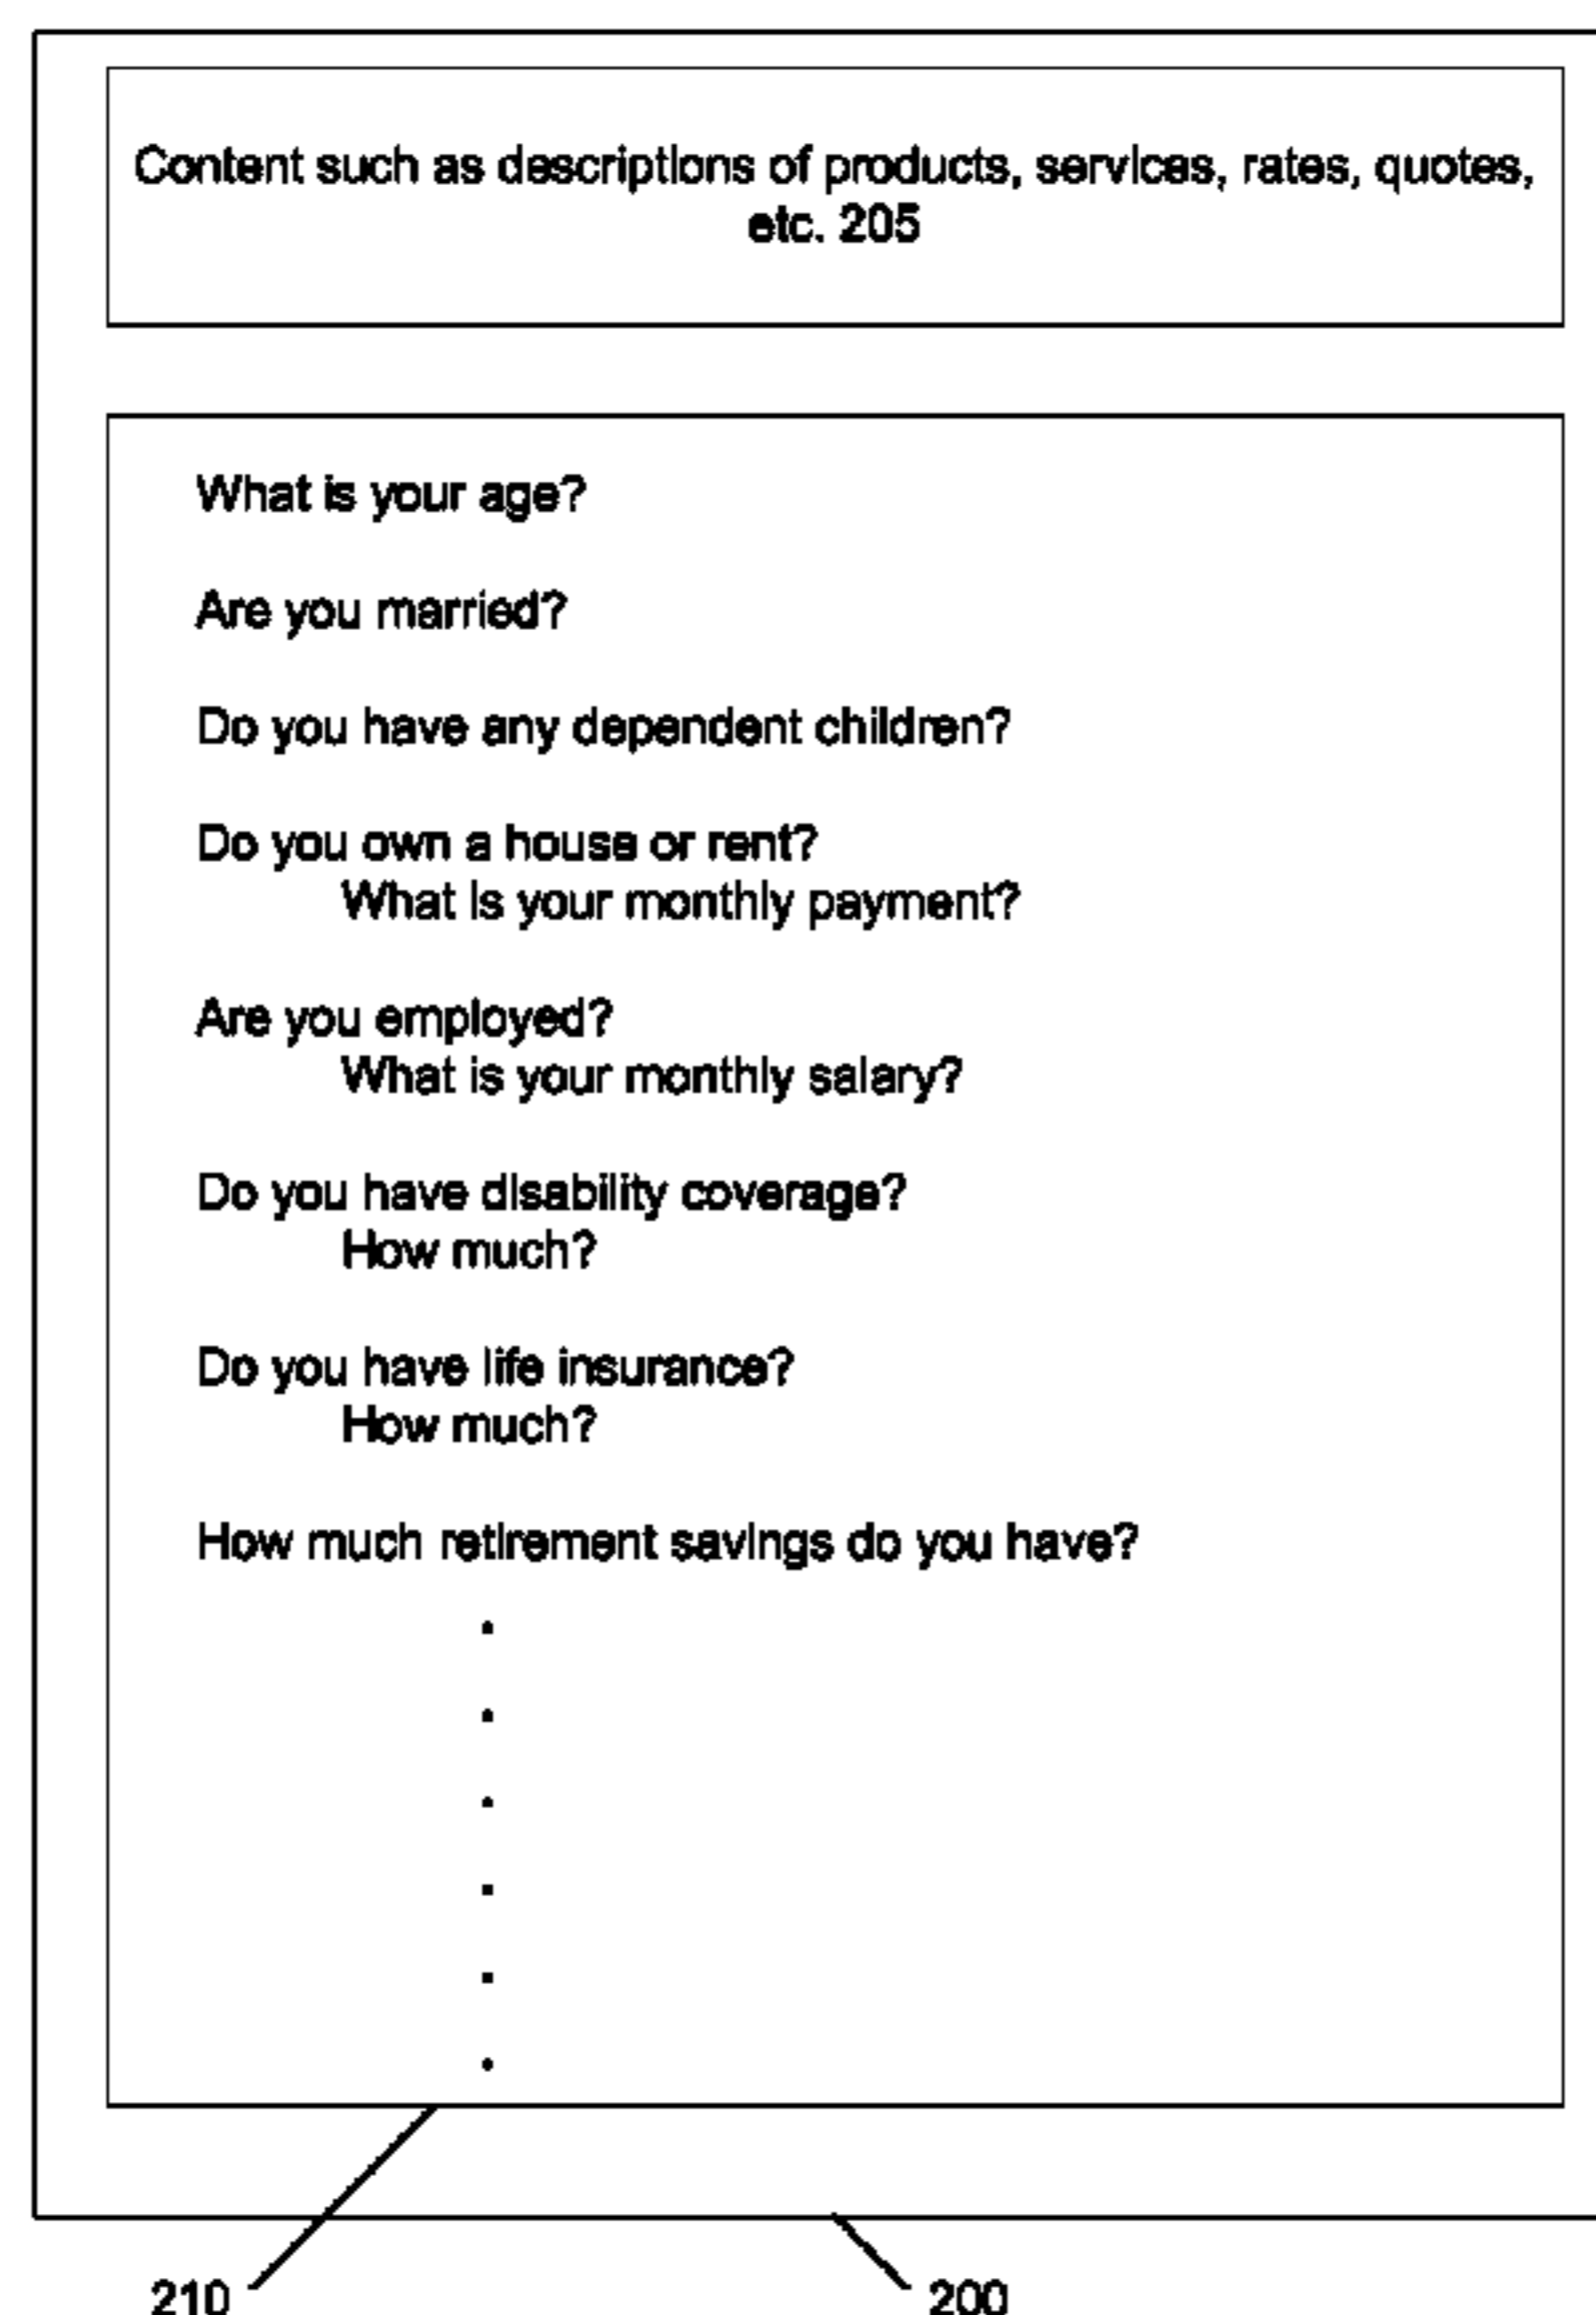 Content such as descriptions of products, services, rates, quotes,
etc. 205
What is your age?
Are you married?
Do you have any dependent children?
Do you own a house or rent?
What is your monthly payment?
Are you employed?
What is your monthly salary?
Do you have disability coverage?
How much?
Do you have life insurance?
How much?
How much retirement savings do you have?
210
200